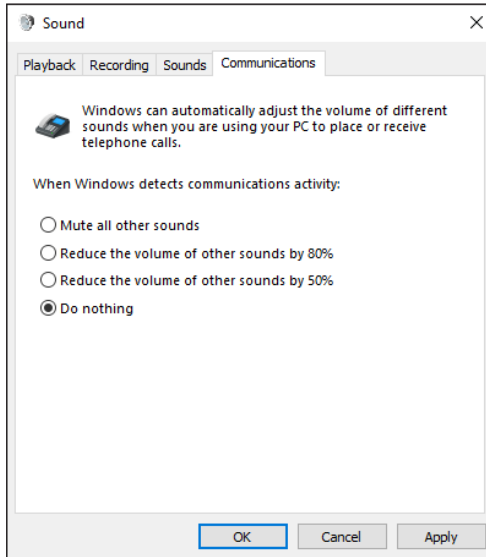 Sound
Playback Recording Sounds Communications
Windows can automatically adjust the volume of different
sounds when you are using your PC to place or receive
telephone calls.
When Windows detects communications activity:
Mute all other sounds
Reduce the volume of other sounds by 80%
Reduce the volume of other sounds by 50%
Do nothing
OK Cancel Apply